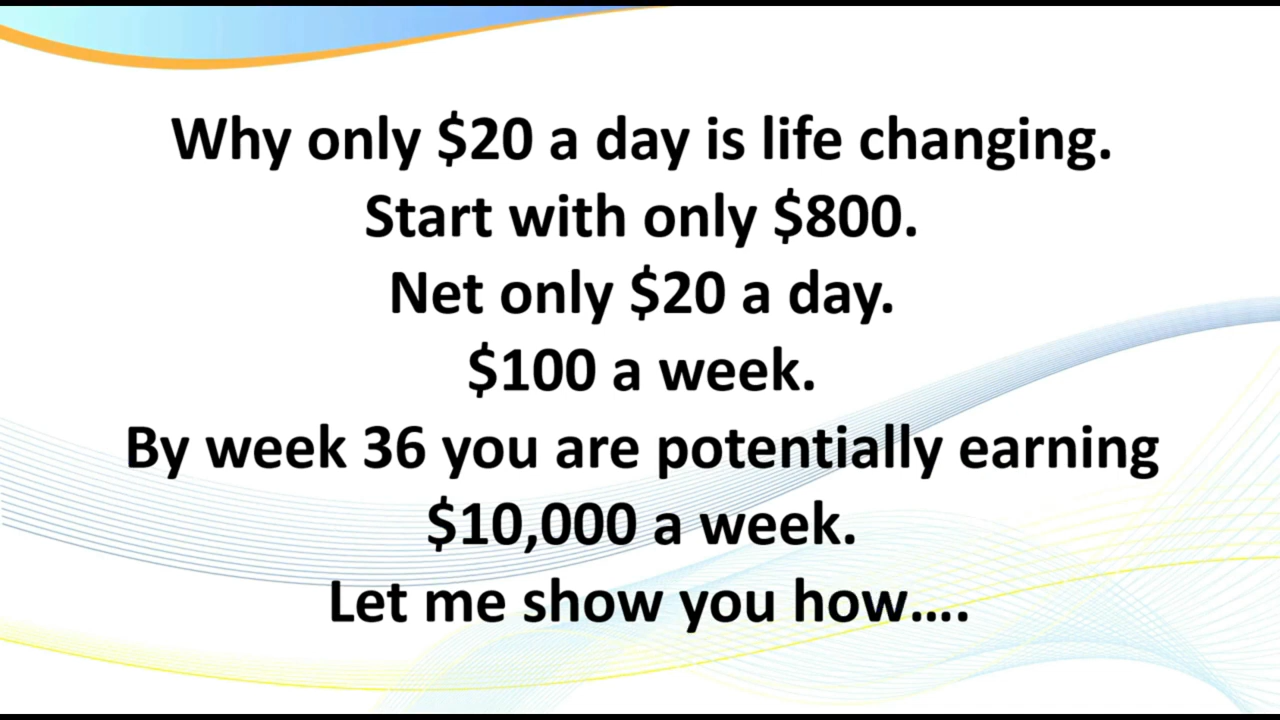 Why only $20 a day is life changing.
Start with only $800.
Net only $20 a day.
$100 a week.
By week 36 you are potentially earning
$10,000 a week.
Let me show you how....